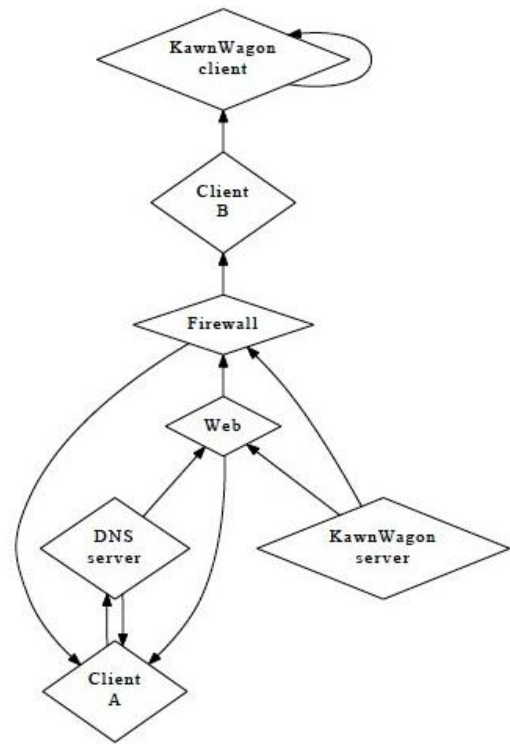 KawnWagon
client
Client
B
Firewall
Web
DNS
server
KawnWagon
server
Client
A